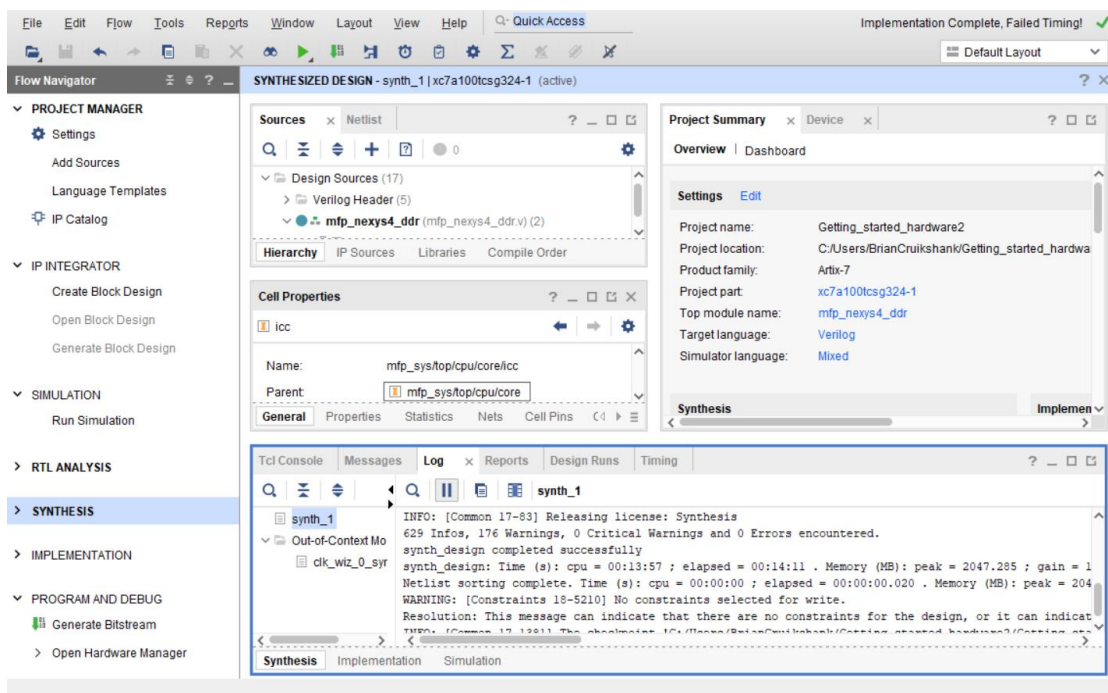 File Edit Flow Tools Reports Window Layout View Help Q- Quick Access Implementation Complete, Failed Timing!
Default Layout
Flow Navigator
SYNTHESIZED DESIGN - synth_1 | xc7a100tcsg324-1 (active)
PROJECT MANAGER
Settings
Add Sources
Language Templates
IP Catalog
IP INTEGRATOR
Create Block Design
Open Block Design
Generate Block Design
SIMULATION
Run Simulation
RTL ANALYSIS
SYNTHESIS
IMPLEMENTATION
PROGRAM AND DEBUG
Generate Bitstream
Open Hardware Manager
Sources Netlist
0
Design Sources (17)
Verilog Header (5)
mfp_nexys4_ddr (mfp_nexys4_ddr.v) (2)
Hierarchy IP Sources Libraries Compile Order
Cell Properties
icc
Name: mfp_sys/top/cpu/core/icc
Parent: mfp_sys/top/cpu/core
General Properties Statistics Nets Cell Pins
Project Summary Device
Overview | Dashboard
Settings Edit
Project name: Getting_started_hardware2
Project location: C:/Users/BrianCruikshank/Getting_started_hardwa
Product family: Artix-7
Project part: xc7a100tcsg324-1
Top module name: mfp_nexys4_ddr
Target language: Verilog
Simulator language: Mixed
Synthesis Implemen
Tcl Console Messages Log Reports Design Runs Timing
synth_1
synth_1
Out-of-Context Mo
clk_wiz_0_syr
INFO: [Common 17-83] Releasing license: Synthesis
629 Infos, 176 Warnings, 0 Critical Warnings and 0 Errors encountered.
synth_design completed successfully
synth_design: Time (s): cpu = 00:13:57 ; elapsed = 00:14:11 . Memory (MB): peak = 2047.285 ; gain = 1
Netlist sorting complete. Time (s): cpu = 00:00:00 ; elapsed = 00:00:00.020 . Memory (MB): peak = 204
WARNING: [Constraints 18-5210] No constraints selected for write.
Resolution: This message can indicate that there are no constraints for the design, or it can indicat
INFO: [Common 17-1381] The checkpoint 'C:/Users/BrianCruikshank/Getting_started_hardware2/Getting_sta
Synthesis Implementation Simulation